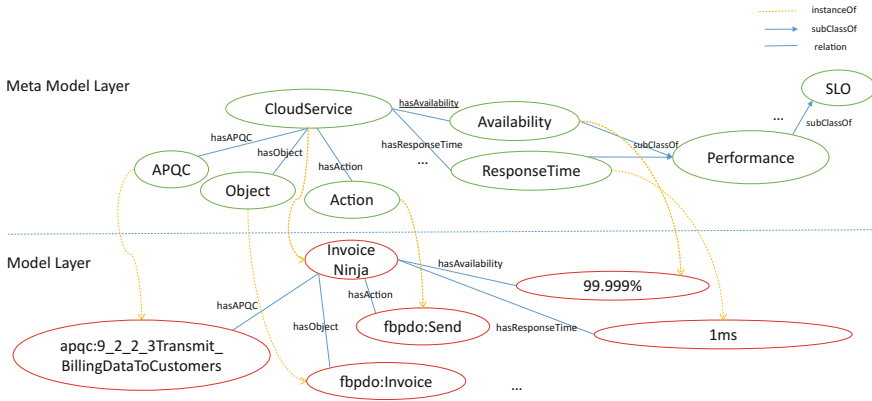 instanceOf
subClassOf
relation
Meta Model Layer
SLO
CloudService
hasAvailability
Availability
...
subClassOf
hasAPQC
hasObject
hasResponseTime
subClassOf
hasAction
...
APQC
Object
Action
ResponseTime
Performance
Model Layer
Invoice
Ninja
hasAvailability
99.999%
hasAPQC
hasAction
hasObject
fbpdo:Send
hasResponseTime
1ms
apqc:9_2_2_3Transmit_
BillingDataToCustomers
fbpdo:Invoice
...